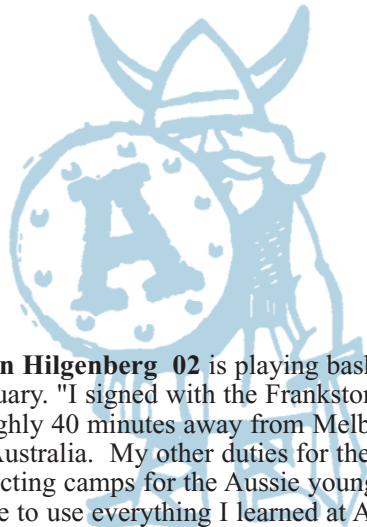 A
n Hilgenberg 02 is playing bask
uary. "I signed with the Frankston
ghly 40 minutes away from Melb
Australia. My other duties for the
cting camps for the Aussie young
e to use everything I learned at A